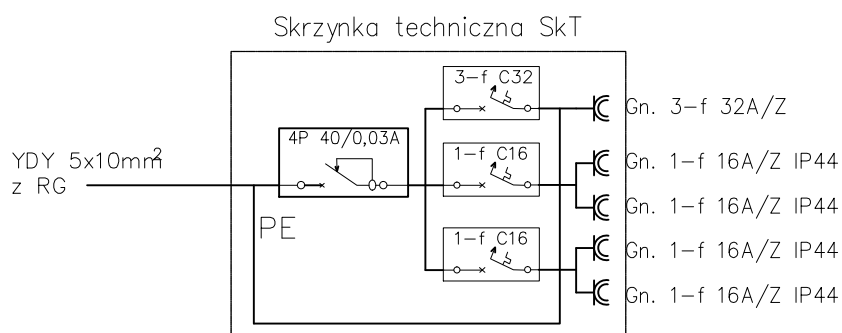 Skrzynka techniczna SkT
3-f C32
Gn. 3-f 32A/Z
4P 40/0,03A
YDY 5x10mm²
z RG
1-f C16
Gn. 1-f 16A/Z IP44
Gn. 1-f 16A/Z IP44
PE
1-f C16
Gn. 1-f 16A/Z IP44
Gn. 1-f 16A/Z IP44